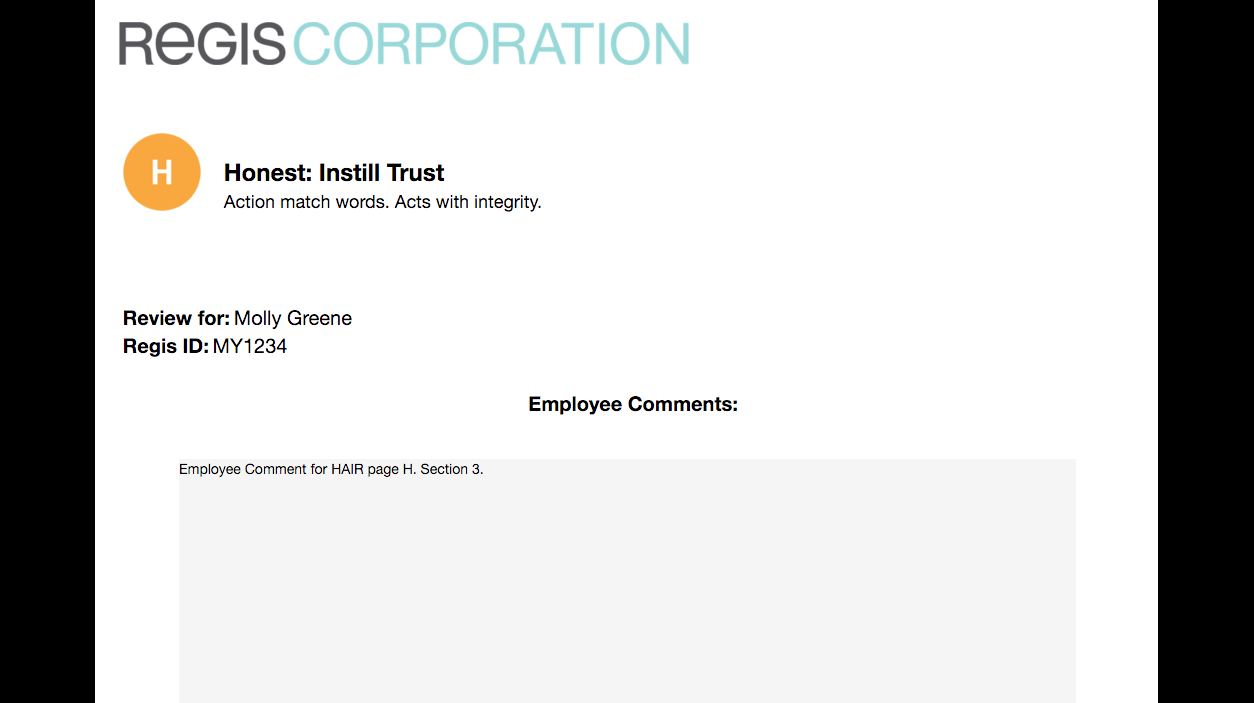 REGIS CORPORATION
H
Honest: Instill Trust
Action match words. Acts with integrity.
Review for: Molly Greene
Regis ID: MY1234
Employee Comments:
Employee Comment for HAIR page H. Section 3.